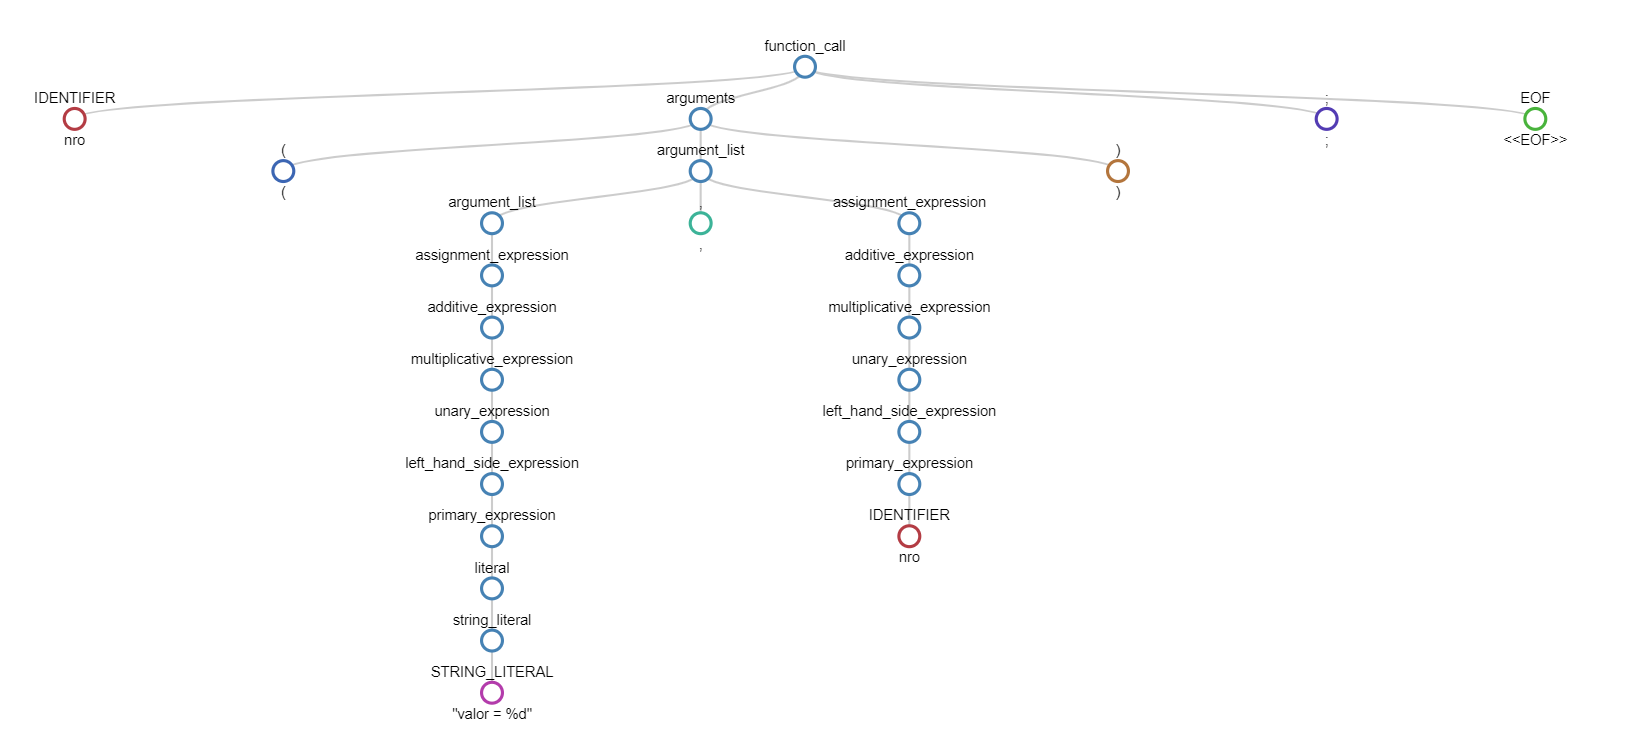 function_call
IDENTIFIER arguments ; EOF
nro ; <<EOF>>
( argument_list )
( )
argument_list , assignment_expression
,
assignment_expression additive_expression
additive_expression multiplicative_expression
multiplicative_expression unary_expression
unary_expression left_hand_side_expression
left_hand_side_expression primary_expression
primary_expression IDENTIFIER
nro
literal
string_literal
STRING_LITERAL
"valor = %d"